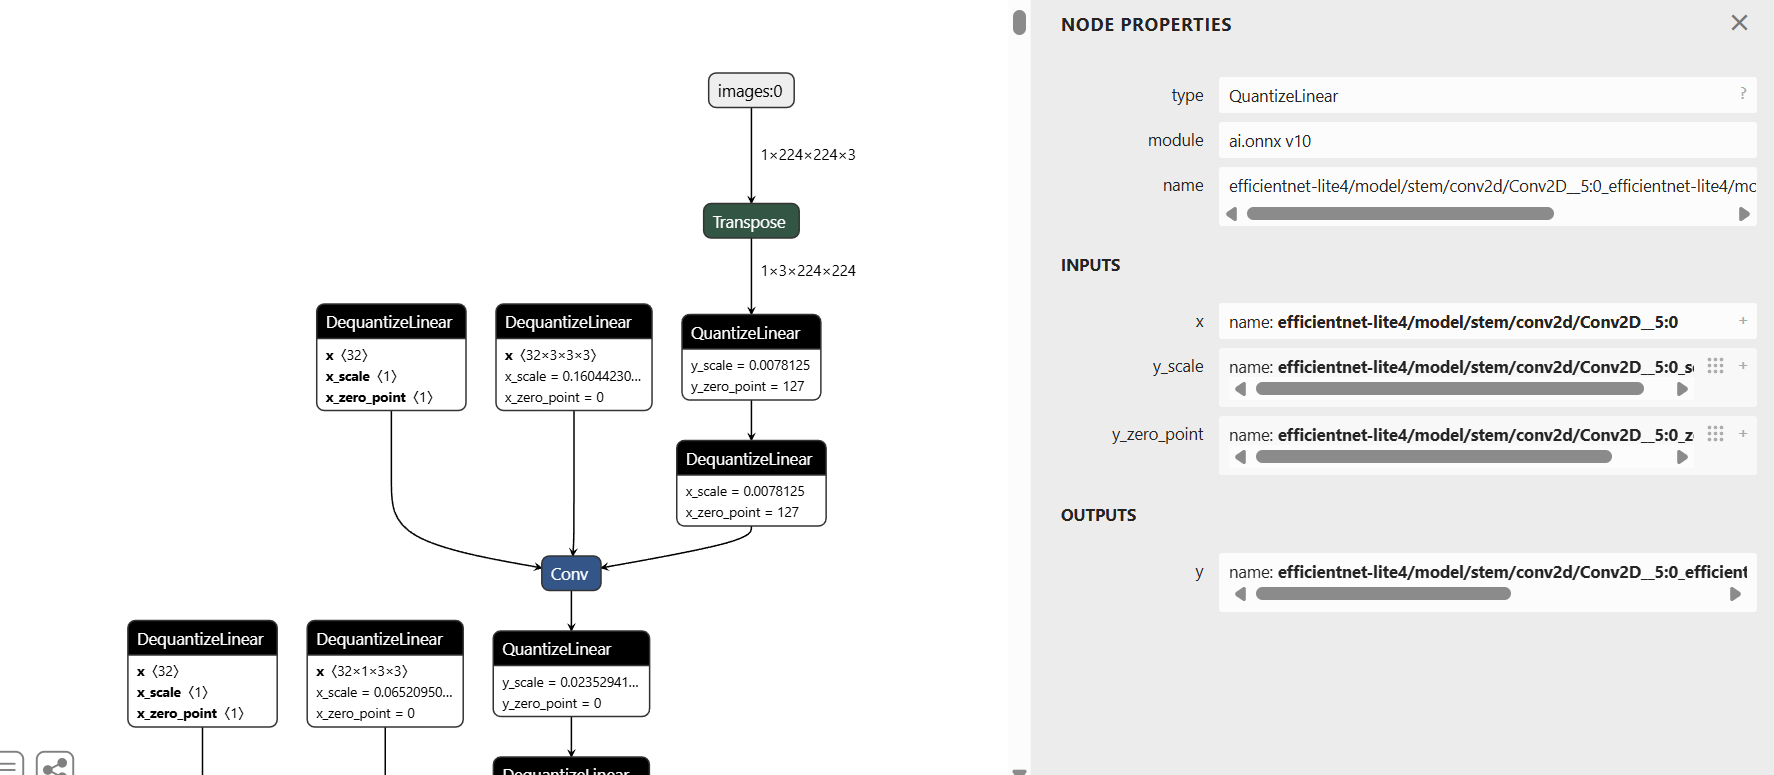 images:0
1×224×224×3
Transpose
1×3×224×224
DequantizeLinear
x ⟨32⟩
x_scale ⟨1⟩
x_zero_point ⟨1⟩
DequantizeLinear
x ⟨32×3×3×3⟩
x_scale = 0.16044230...
x_zero_point = 0
QuantizeLinear
y_scale = 0.0078125
y_zero_point = 127
DequantizeLinear
x_scale = 0.0078125
x_zero_point = 127
Conv
DequantizeLinear
x ⟨32⟩
x_scale ⟨1⟩
x_zero_point ⟨1⟩
DequantizeLinear
x ⟨32×1×3×3⟩
x_scale = 0.06520950...
x_zero_point = 0
QuantizeLinear
y_scale = 0.02352941...
y_zero_point = 0
DequantizeLinear
NODE PROPERTIES
type QuantizeLinear ?
module ai.onnx v10
name efficientnet-lite4/model/stem/conv2d/Conv2D__5:0_efficientnet-lite4/mo
INPUTS
x name: efficientnet-lite4/model/stem/conv2d/Conv2D__5:0 +
y_scale name: efficientnet-lite4/model/stem/conv2d/Conv2D__5:0_s +
y_zero_point name: efficientnet-lite4/model/stem/conv2d/Conv2D__5:0_z +
OUTPUTS
y name: efficientnet-lite4/model/stem/conv2d/Conv2D__5:0_efficient